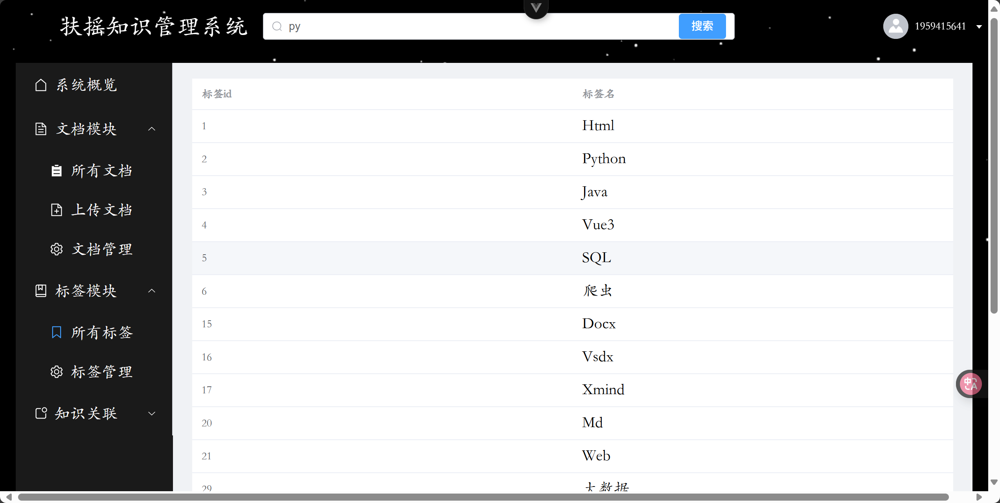 扶摇知识管理系统
py
搜索
1959415641
系统概览
文档模块
所有文档
上传文档
文档管理
标签模块
所有标签
标签管理
知识关联
标签id 标签名
1 Html
2 Python
3 Java
4 Vue3
5 SQL
6 爬虫
15 Docx
16 Vsdx
17 Xmind
20 Md
21 Web
29 大数据
中A